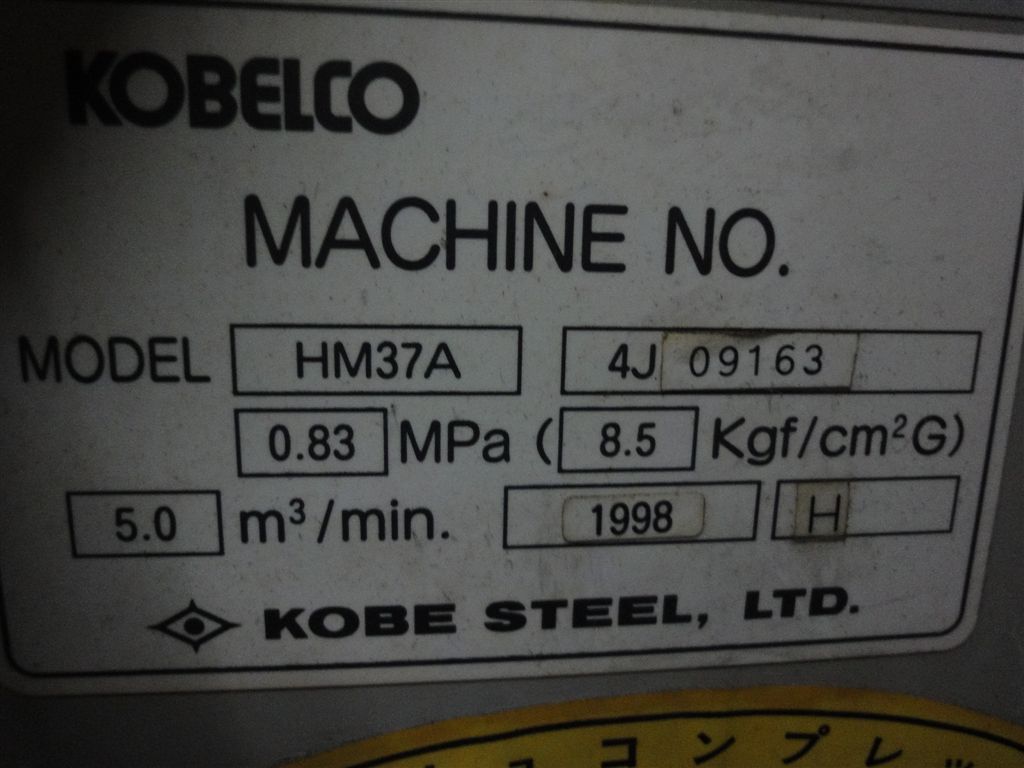 KOBELCO
MACHINE NO.
MODEL HM37A 4J 09163
0.83 MPa ( 8.5 Kgf/cm²G)
5.0 m³/min. 1998 H
KOBE STEEL, LTD.
コンプレ